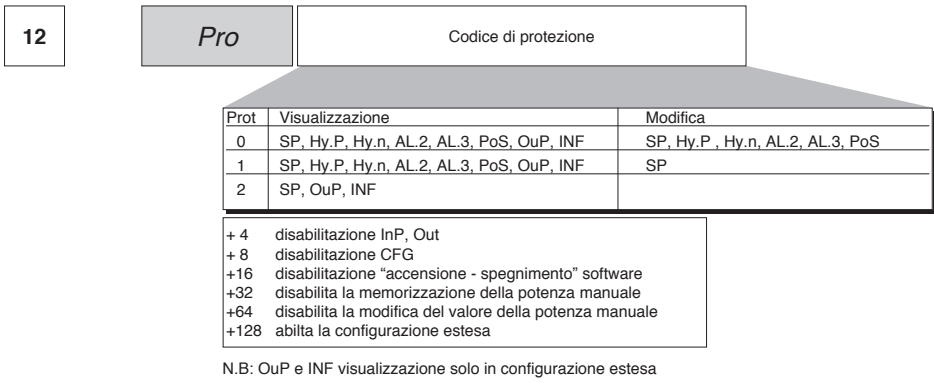 12 Pro Codice di protezione
Prot Visualizzazione Modifica
0 SP, Hy.P, Hy.n, AL.2, AL.3, PoS, OuP, INF SP, Hy.P , Hy.n, AL.2, AL.3, PoS
1 SP, Hy.P, Hy.n, AL.2, AL.3, PoS, OuP, INF SP
2 SP, OuP, INF
+ 4 disabilitazione InP, Out
+ 8 disabilitazione CFG
+16 disabilitazione “accensione - spegnimento” software
+32 disabilita la memorizzazione della potenza manuale
+64 disabilita la modifica del valore della potenza manuale
+128 abilta la configurazione estesa
N.B: OuP e INF visualizzazione solo in configurazione estesa